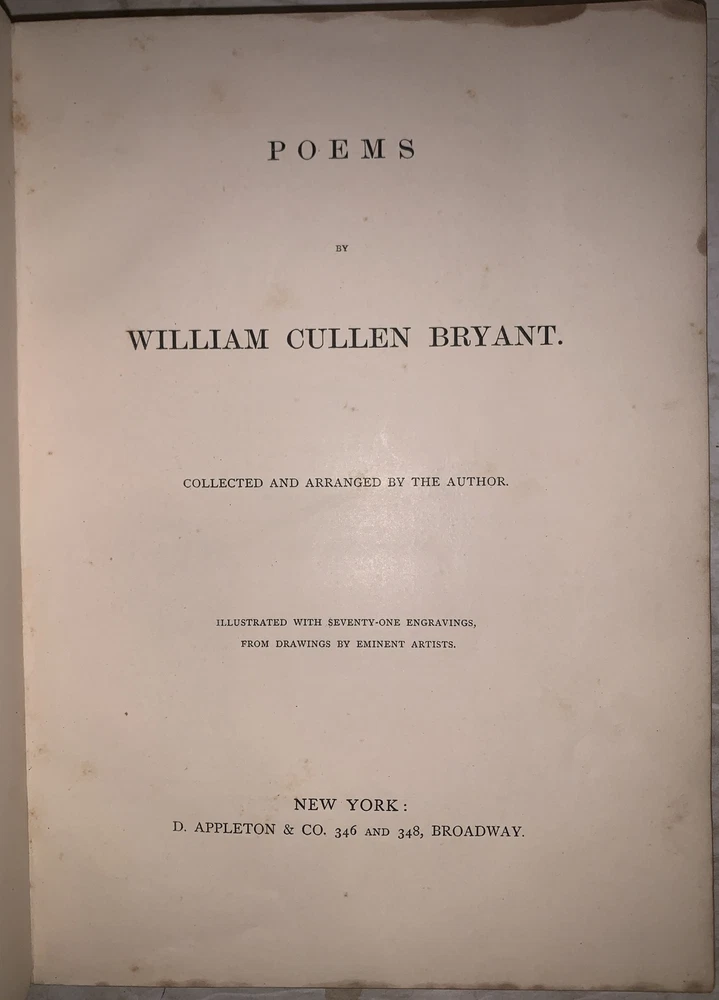 POEMS
BY
WILLIAM CULLEN BRYANT.
COLLECTED AND ARRANGED BY THE AUTHOR.
ILLUSTRATED WITH SEVENTY-ONE ENGRAVINGS,
FROM DRAWINGS BY EMINENT ARTISTS.
NEW YORK:
D. APPLETON & CO. 346 AND 348, BROADWAY.